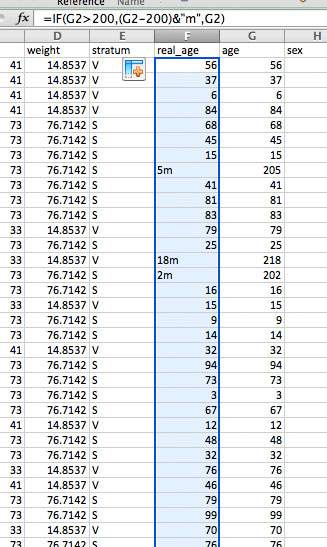 Reference Name
fx =IF(G2>200,(G2-200)&"m",G2)
D E F G H
weight stratum real_age age sex
41 14.8537 V 56 56
41 14.8537 V 37 37
41 14.8537 V 6 6
41 14.8537 V 84 84
73 76.7142 S 68 68
73 76.7142 S 45 45
73 76.7142 S 15 15
73 76.7142 S 5m 205
73 76.7142 S 41 41
73 76.7142 S 81 81
73 76.7142 S 83 83
33 14.8537 V 79 79
73 76.7142 S 25 25
33 14.8537 V 18m 218
73 76.7142 S 2m 202
73 76.7142 S 16 16
33 14.8537 V 15 15
73 76.7142 S 9 9
73 76.7142 S 14 14
41 14.8537 V 32 32
73 76.7142 S 94 94
73 76.7142 S 73 73
73 76.7142 S 3 3
73 76.7142 S 67 67
41 14.8537 V 12 12
73 76.7142 S 48 48
73 76.7142 S 32 32
33 14.8537 V 76 76
41 14.8537 V 46 46
73 76.7142 S 79 79
73 76.7142 S 99 99
33 14.8537 V 70 70
73 76.7142 S 76 76